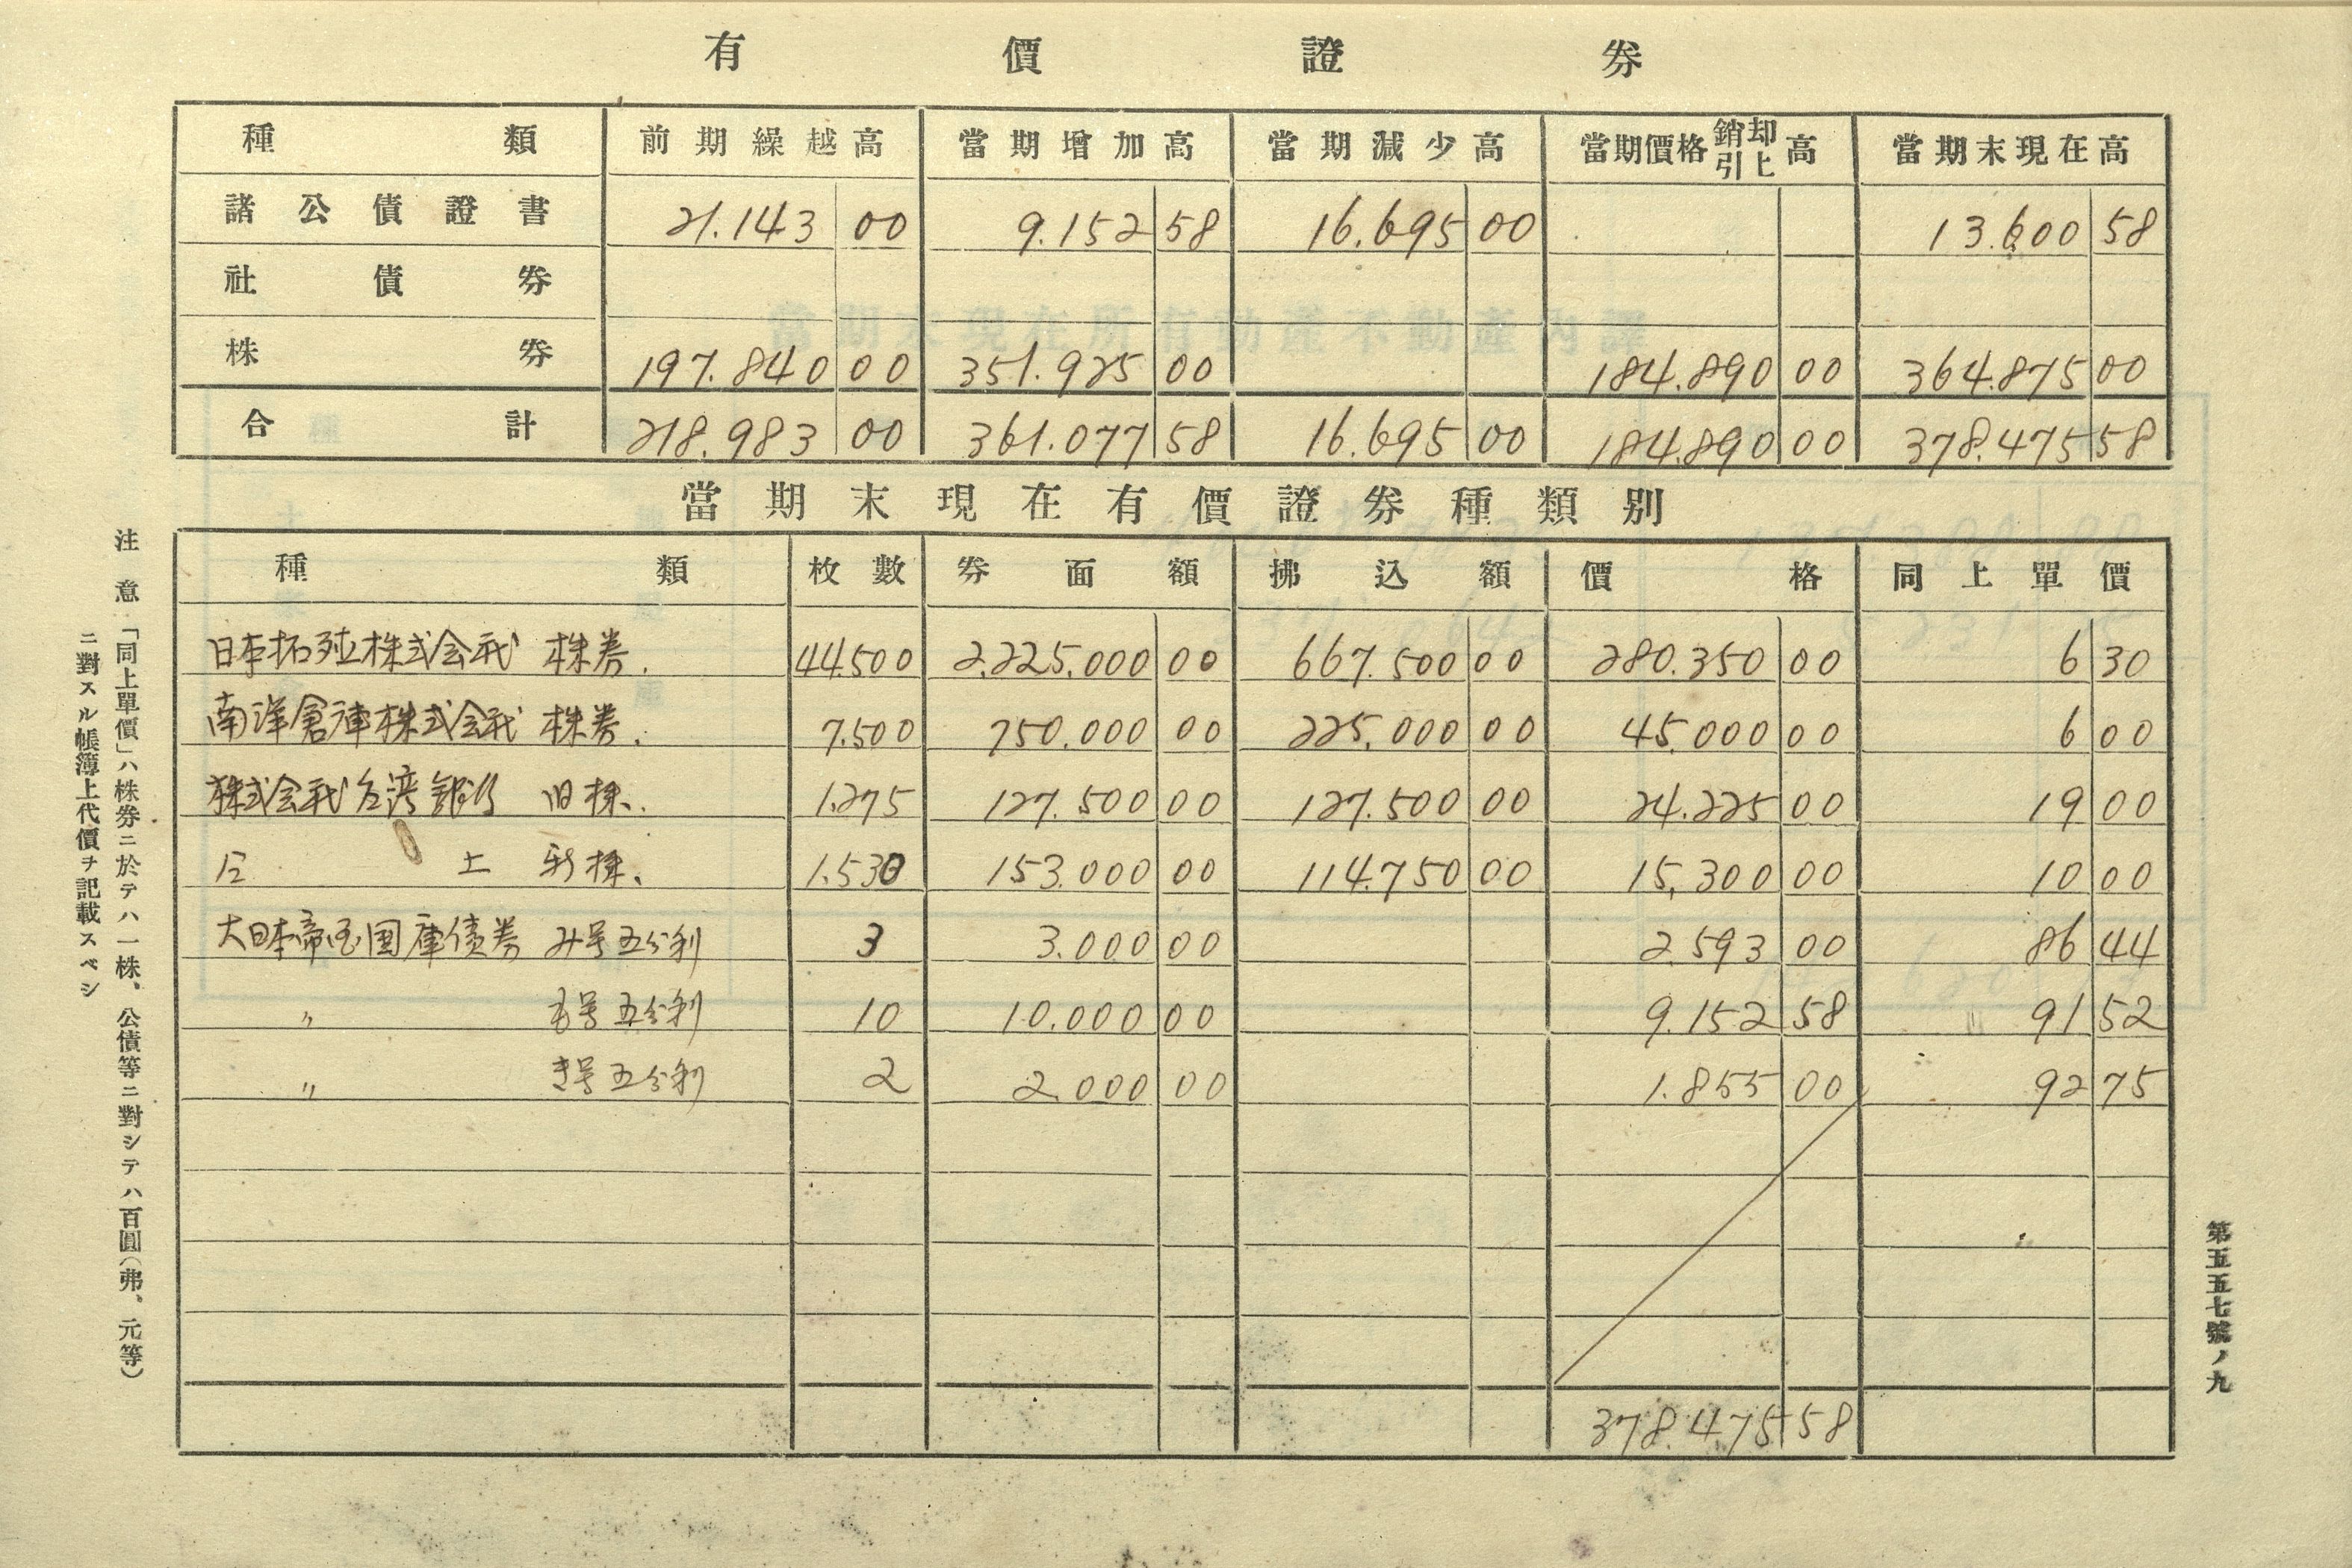 有價證券
種類 前期繰越高 當期增加高 當期減少高 當期價格銷却引上高 當期末現在高
諸公債證書 21.143 00 9.152 58 16.695 00 13.600 58
社債券
株券 197.840 00 351.925 00 184.890 00 364.875 00
合計 218.983 00 361.077 58 16.695 00 184.890 00 378.475 58
當期末現在有價證券種類別
種類 枚數 券面額 拂込額 價格 同上單價
日本拓殖株式会社 株券. 44.500 2.225.000 00 667.500 00 280.350 00 6 30
南洋倉庫株式会社 株券. 7.500 750.000 00 225.000 00 45.000 00 6 00
株式会社台湾銀行 旧株. 1.275 127.500 00 127.500 00 24.225 00 19 00
仝上 新株、 1.530 153.000 00 114.750 00 15,300 00 10 00
大日本帝国国庫債券 み号五分利 3 3.000 00 2.593 00 86 44
〃 も号五分利 10 10.000 00 9.152 58 91 52
〃 き号五分利 2 2.000 00 1.855 00 92 75
378.475 58
注意「同上單價」ハ株券ニ於テハ一株、公債等ニ對シテハ百圓（弗、元等）
ニ對スル帳簿上代價ヲ記載スベシ
第五五七號ノ九